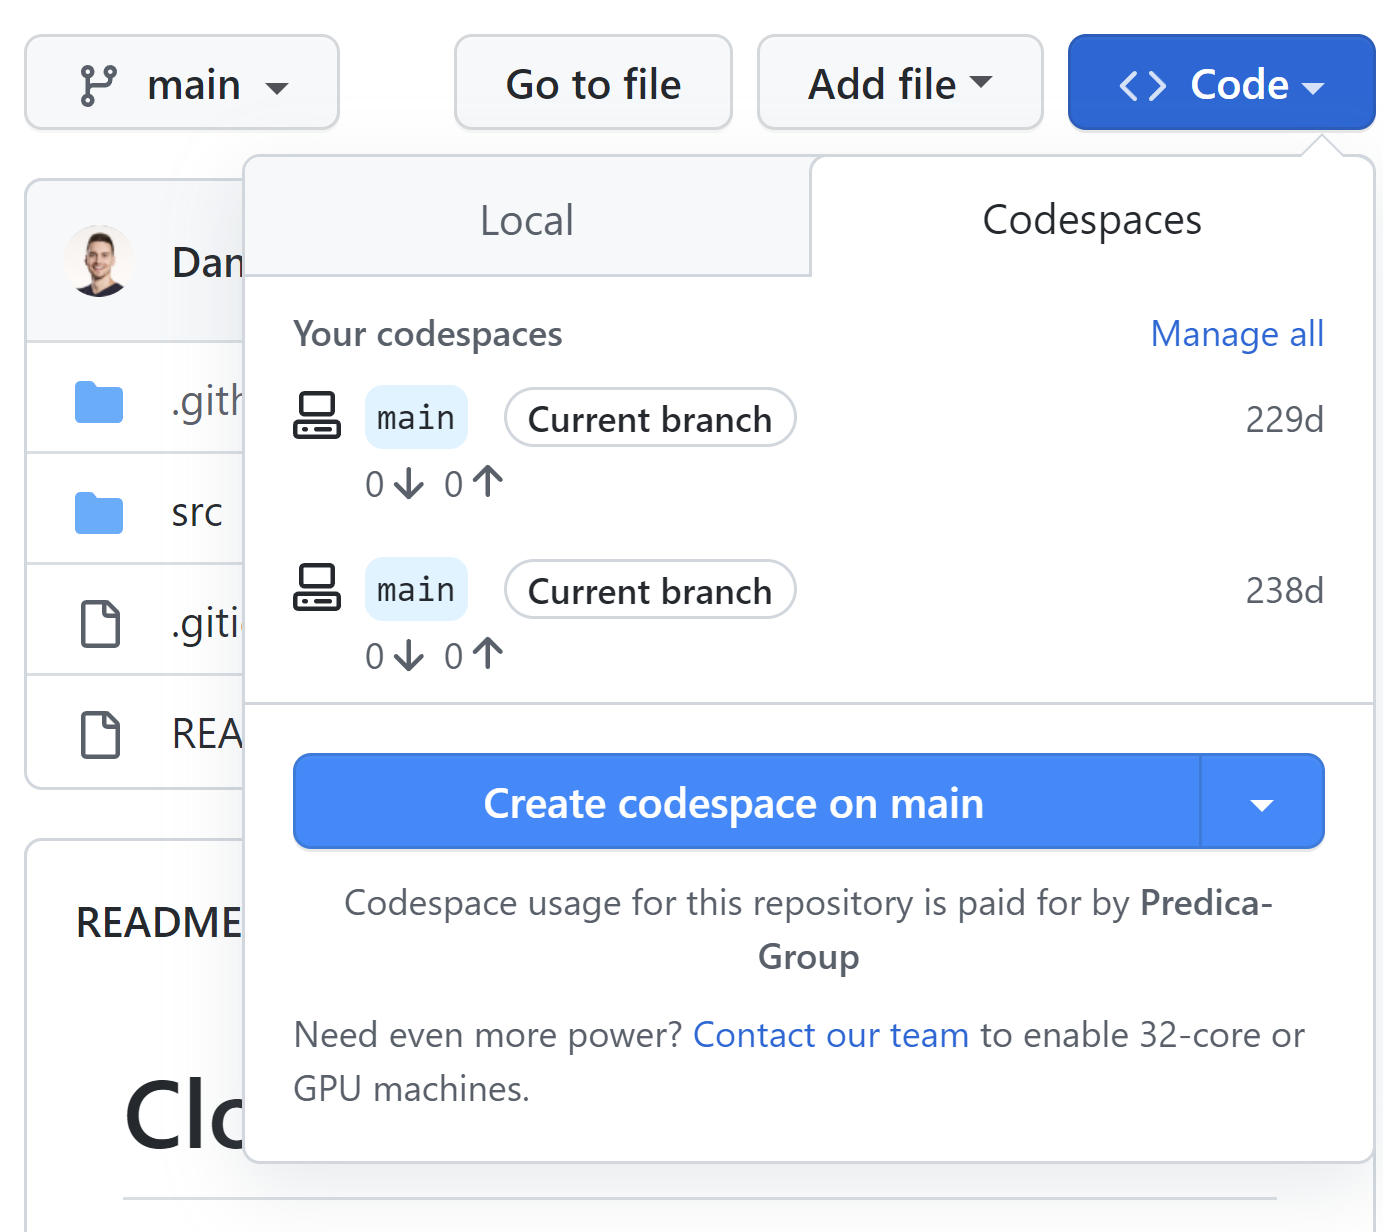 main
Go to file
Add file
Code
Local
Codespaces
Dan
Your codespaces
Manage all
.gith
main
Current branch
229d
0 ↓ 0 ↑
src
main
Current branch
238d
.giti
0 ↓ 0 ↑
REA
Create codespace on main
README
Codespace usage for this repository is paid for by Predica-
Group
Need even more power? Contact our team to enable 32-core or
GPU machines.
Clo